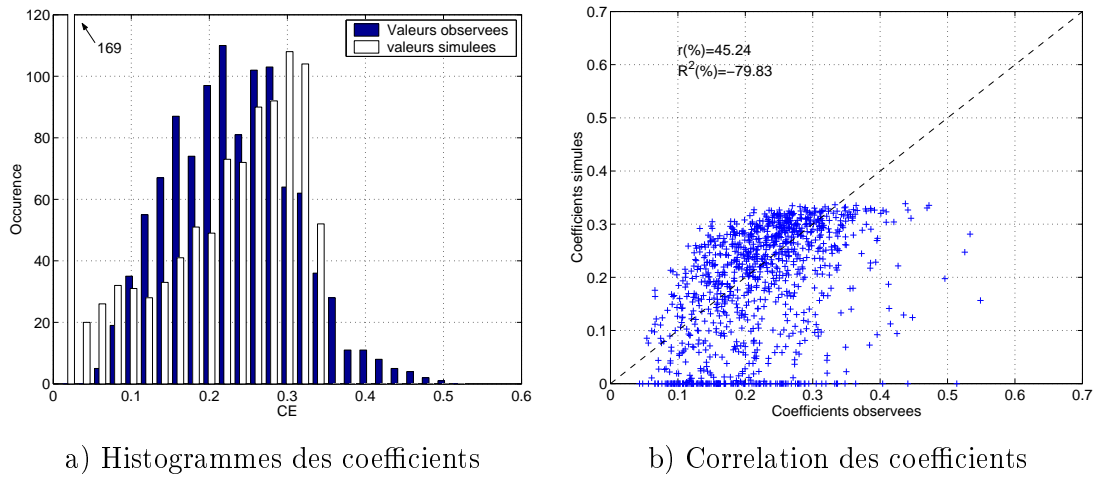 120
100
80
60
40
20
0
Occurence
169
Valeurs observees
valeurs simulees
0 0.1 0.2 0.3 0.4 0.5 0.6
CE
a) Histogrammes des coefficients
0.7
0.6
0.5
0.4
0.3
0.2
0.1
0
Coefficients simules
r(%)=45.24
R²(%)=−79.83
0 0.1 0.2 0.3 0.4 0.5 0.6 0.7
Coefficients observees
b) Correlation des coefficients